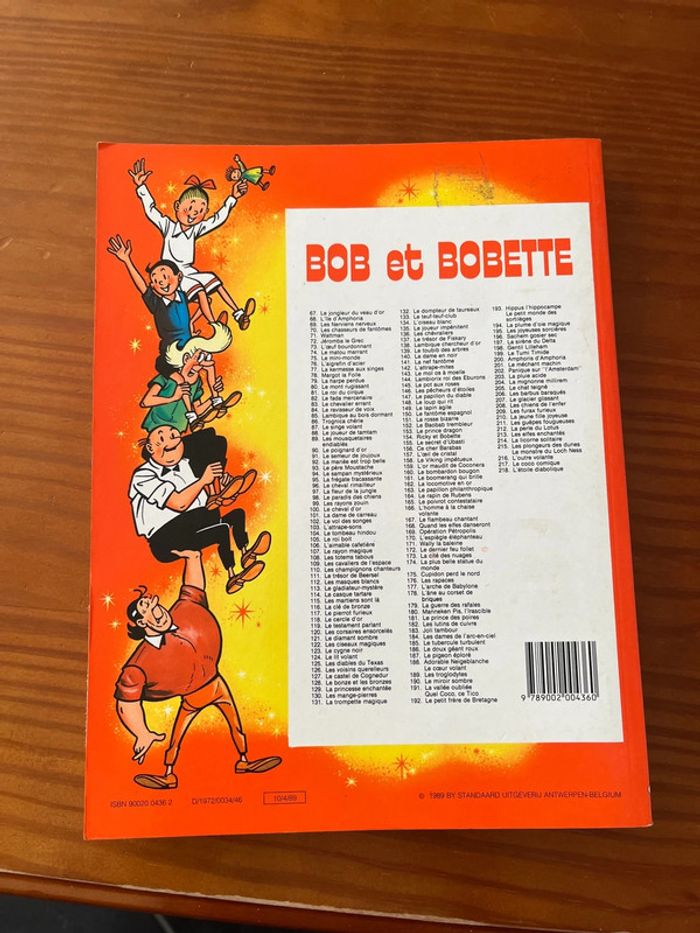 BOB et BOBETTE
67. Le jongleur du veau d'or
68. L'île d'Amphoria
69. Les Nerviens nerveux
70. Les chasseurs de fantômes
71. Wattman
72. Jéromba le Grec
73. L'œuf bourdonnant
74. Le matou marrant
75. Le mini-monde
76. L'aigrefin d'acier
77. La kermesse aux singes
78. Margot la Folle
79. La harpe perdue
80. Le mont rugissant
81. Le roi du cirque
82. Le fada mercenaire
83. Le chevalier errant
84. Le ravisseur de voix
85. Lambique au bois dormant
86. Trognica chérie
87. Le singe volant
88. Le joueur de tamtam
89. Les mousquetaires
endiablés
90. Le poignard d'or
91. Le semeur de joujoux
92. La mariée est trop belle
93. Le père Moustache
94. Le sampan mystérieux
95. La frégate fracassante
96. Le cheval rimailleur
97. La fleur de la jungle
98. Le paradis des chiens
99. Les rayons zouin
100. Le cheval d'or
101. La dame de carreau
102. Le vol des songes
103. L'attrape-sons
104. Le tombeau hindou
105. Le roi boit
106. L'aimable cafetière
107. Le rayon magique
108. Les totems tabous
109. Les cavaliers de l'espace
110. Les champignons chanteurs
111. Le trésor de Beersel
112. Les masques blancs
113. Le gladiateur-mystère
114. Le casque tartare
115. Les martiens sont là
116. La clé de bronze
117. Le pierrot furieux
118. Le cercle d'or
119. Le testament parlant
120. Les corsaires ensorcelés
121. Le diamant sombre
122. Les ciseaux magiques
123. Le cygne noir
124. Le lit volant
125. Les diables du Texas
126. Les voisins querelleurs
127. Le castel de Cognedur
128. Le bonze et les bronzes
129. La princesse enchantée
130. Les mange-pierres
131. La trompette magique
132. Le dompteur de taureaux
133. Le teuf-teuf-club
134. L'oiseau blanc
135. Le joueur impénitent
136. Les chevaliers
137. Le trésor de Fiskary
138. Lambique chercheur d'or
139. Le toubib des arbres
140. La dame en noir
141. La nef fantôme
142. L'attrape-mites
143. Le moi os à moelle
144. Lambiorix roi des Eburons
145. La pot aux roses
146. Les pêcheurs d'étoiles
147. Le papillon du diable
148. Le loup qui rit
149. Le lapin agile
150. Le fantôme espagnol
151. La rosse bizarre
152. Le Baobab trembleur
153. Le prince dragon
154. Ricky et Bobette
155. Le secret d'Ubasti
156. Ce cher Barabas
157. L'œil de cristal
158. Le Viking impétueux
159. L'or maudit de Coconera
160. Le bombardon bougon
161. Le boomerang qui brille
162. La locomotive en or
163. Le papillon philanthropique
164. Le rapin de Rubens
165. Le poivrot contestataire
166. L'homme à la chaise
volante
167. Le flambeau chantant
168. Quand les elfes danseront
169. Opération Pétropolis
170. L'espiègle éléphanteau
171. Wally la baleine
172. Le dernier feu follet
173. La cité des nuages
174. La plus belle statue du
monde
175. Cupidon perd le nord
176. Les rapaces
177. L'arche de Babylone
178. L'âne au corset de
briques
179. La guerre des rafales
180. Manneken Pis, l'irascible
181. Le prince des poires
182. Les lutins de cuivre
183. Joli tambour
184. Les dames de l'arc-en-ciel
185. Le tubercule turbulent
186. Le doux géant roux
187. Le pigeon éploré
188. Adorable Neigeblanche
Le cœur volant
189. Les troglodytes
190. Le miroir sombre
191. La vallée oubliée
Quel Coco, ce Tico
192. Le petit frère de Bretagne
193. Hippus l'hippocampe
Le petit monde des
sortilèges
194. La plume d'oie magique
195. Les joyeuses sorcières
196. Sachem gosier sec
197. La sirène du Delta
198. Gentil Lilleham
199. Le Tumi Timide
200. Amphoris d'Amphoria
201. Le méchant machin
202. Panique sur "l'Amsterdam"
203. La pluie acide
204. La mignonne millirem
205. Le chat teigné
206. Les barbus barequés
207. Le glacier glissant
208. Les chiens de l'enfer
209. Les furax furieux
210. La jeune fille joyeuse
211. Les guêpes fougueuses
212. La perle du Lotus
213. Les elfes enchantés
214. La licorne solitaire
215. Les plongeurs des dunes
Le monstre du Loch Ness
216. L'outre volante
217. Le coco comique
218. L'étoile diabolique
9 789002 004360
ISBN 90020 0436 2
D/1972/0034/46
10/4/89
© 1989 BY STANDAARD UITGEVERIJ ANTWERPEN-BELGIUM